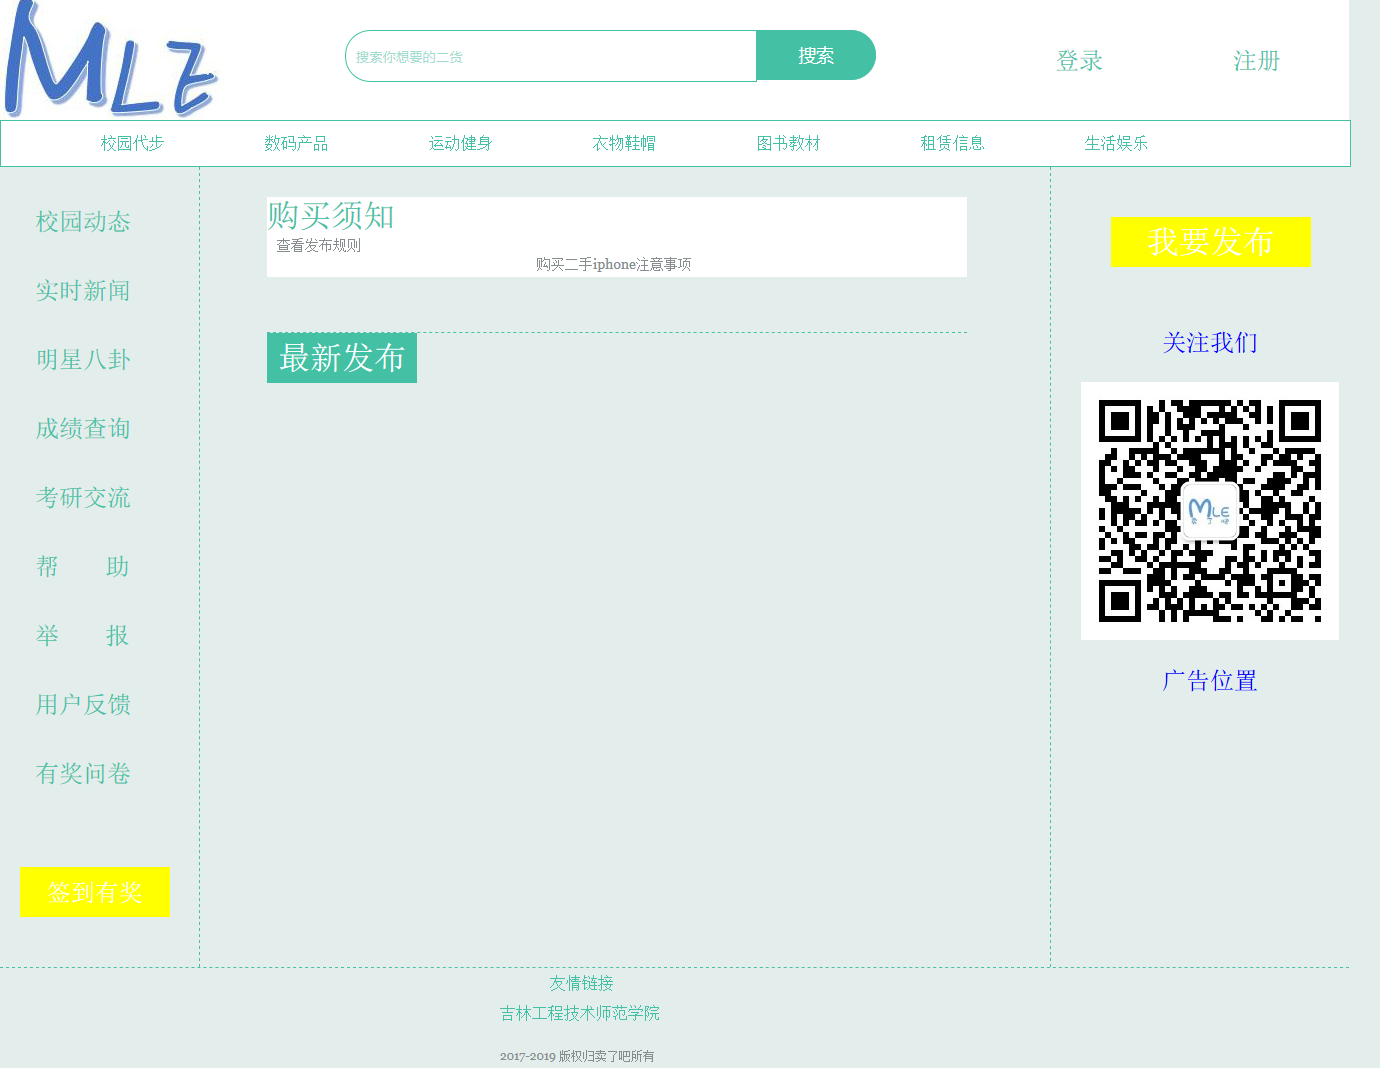 MLE
搜索你想要的二货
搜索
登录
注册
校园代步 数码产品 运动健身 衣物鞋帽 图书教材 租赁信息 生活娱乐
校园动态
实时新闻
明星八卦
成绩查询
考研交流
帮 助
举 报
用户反馈
有奖问卷
签到有奖
购买须知
查看发布规则
购买二手iphone注意事项
最新发布
我要发布
关注我们
MLE
卖了吧
广告位置
友情链接
吉林工程技术师范学院
2017-2019 版权归卖了吧所有